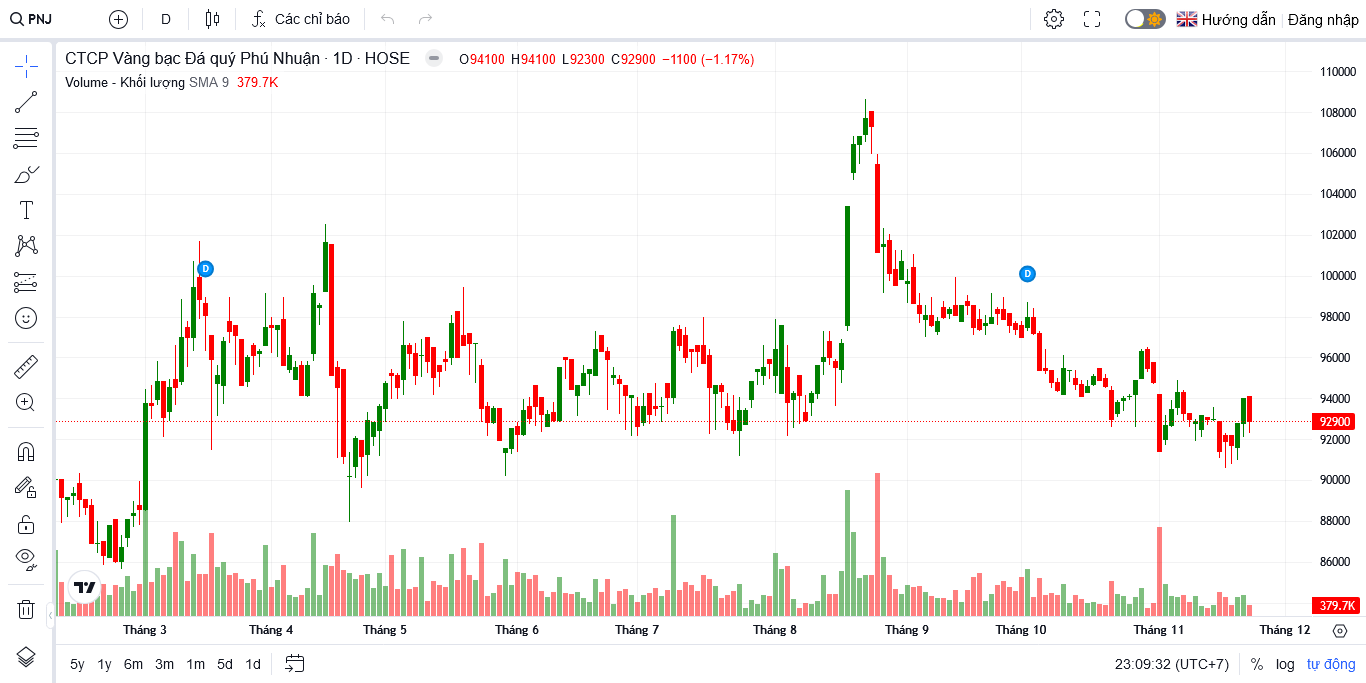 PNJ
D
Các chỉ báo
Hướng dẫn
Đăng nhập
CTCP Vàng bạc Đá quý Phú Nhuận · 1D · HOSE O94100 H94100 L92300 C92900 −1100 (−1.17%)
Volume - Khối lượng SMA 9 379.7K
110000
108000
106000
104000
102000
100000
98000
96000
94000
92900
92000
90000
88000
86000
379.7K
D
D
Tháng 3 Tháng 4 Tháng 5 Tháng 6 Tháng 7 Tháng 8 Tháng 9 Tháng 10 Tháng 11 Tháng 12
5y 1y 6m 3m 1m 5d 1d 23:09:32 (UTC+7) % log tự động